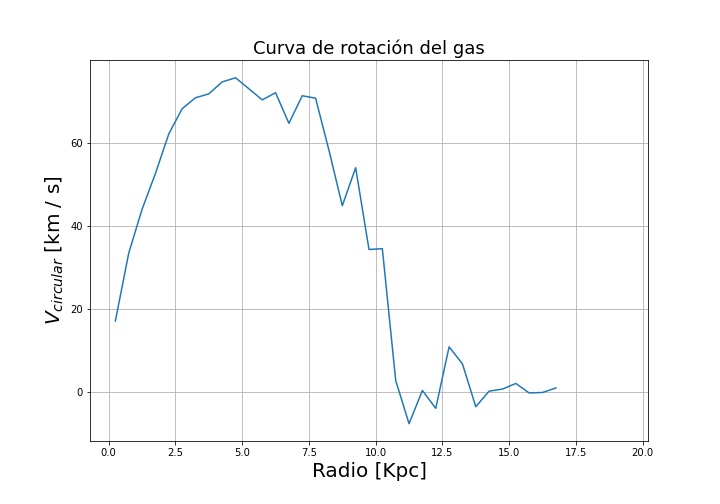 Curva de rotación del gas
V_circular [km / s]
60
40
20
0
0.0 2.5 5.0 7.5 10.0 12.5 15.0 17.5 20.0
Radio [Kpc]